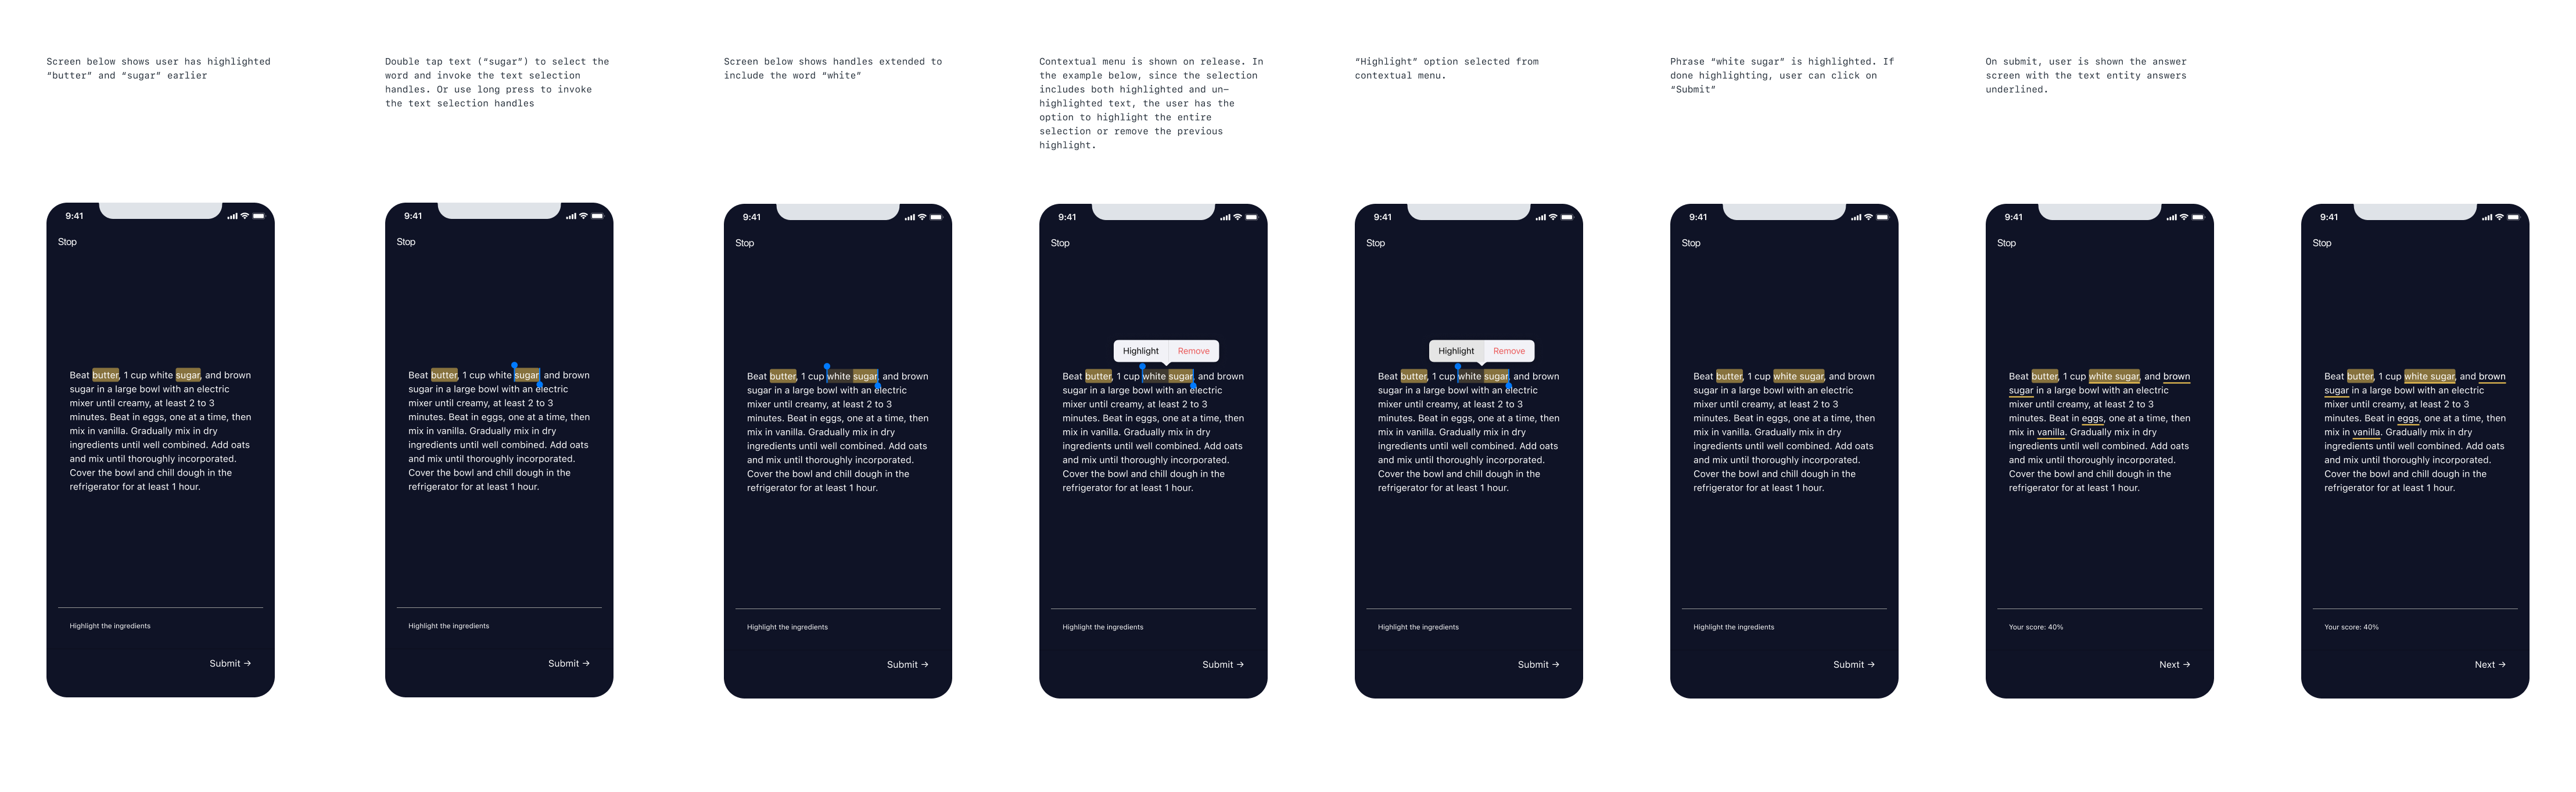 Screen below shows user has highlighted
“butter” and “sugar” earlier
Double tap text (“sugar”) to select the
word and invoke the text selection
handles. Or use long press to invoke
the text selection handles
Screen below shows handles extended to
include the word “white”
Contextual menu is shown on release. In
the example below, since the selection
includes both highlighted and un-
highlighted text, the user has the
option to highlight the entire
selection or remove the previous
highlight.
“Highlight” option selected from
contextual menu.
Phrase “white sugar” is highlighted. If
done highlighting, user can click on
“Submit”
On submit, user is shown the answer
screen with the text entity answers
underlined.
9:41
Stop
Beat butter, 1 cup white sugar, and brown
sugar in a large bowl with an electric
mixer until creamy, at least 2 to 3
minutes. Beat in eggs, one at a time, then
mix in vanilla. Gradually mix in dry
ingredients until well combined. Add oats
and mix until thoroughly incorporated.
Cover the bowl and chill dough in the
refrigerator for at least 1 hour.
Highlight the ingredients
Submit →
9:41
Stop
Beat butter, 1 cup white sugar, and brown
sugar in a large bowl with an electric
mixer until creamy, at least 2 to 3
minutes. Beat in eggs, one at a time, then
mix in vanilla. Gradually mix in dry
ingredients until well combined. Add oats
and mix until thoroughly incorporated.
Cover the bowl and chill dough in the
refrigerator for at least 1 hour.
Highlight the ingredients
Submit →
9:41
Stop
Beat butter, 1 cup white sugar, and brown
sugar in a large bowl with an electric
mixer until creamy, at least 2 to 3
minutes. Beat in eggs, one at a time, then
mix in vanilla. Gradually mix in dry
ingredients until well combined. Add oats
and mix until thoroughly incorporated.
Cover the bowl and chill dough in the
refrigerator for at least 1 hour.
Highlight the ingredients
Submit →
9:41
Stop
Highlight Remove
Beat butter, 1 cup white sugar, and brown
sugar in a large bowl with an electric
mixer until creamy, at least 2 to 3
minutes. Beat in eggs, one at a time, then
mix in vanilla. Gradually mix in dry
ingredients until well combined. Add oats
and mix until thoroughly incorporated.
Cover the bowl and chill dough in the
refrigerator for at least 1 hour.
Highlight the ingredients
Submit →
9:41
Stop
Highlight Remove
Beat butter, 1 cup white sugar, and brown
sugar in a large bowl with an electric
mixer until creamy, at least 2 to 3
minutes. Beat in eggs, one at a time, then
mix in vanilla. Gradually mix in dry
ingredients until well combined. Add oats
and mix until thoroughly incorporated.
Cover the bowl and chill dough in the
refrigerator for at least 1 hour.
Highlight the ingredients
Submit →
9:41
Stop
Beat butter, 1 cup white sugar, and brown
sugar in a large bowl with an electric
mixer until creamy, at least 2 to 3
minutes. Beat in eggs, one at a time, then
mix in vanilla. Gradually mix in dry
ingredients until well combined. Add oats
and mix until thoroughly incorporated.
Cover the bowl and chill dough in the
refrigerator for at least 1 hour.
Highlight the ingredients
Submit →
9:41
Stop
Beat butter, 1 cup white sugar, and brown
sugar in a large bowl with an electric
mixer until creamy, at least 2 to 3
minutes. Beat in eggs, one at a time, then
mix in vanilla. Gradually mix in dry
ingredients until well combined. Add oats
and mix until thoroughly incorporated.
Cover the bowl and chill dough in the
refrigerator for at least 1 hour.
Your score: 40%
Next →
9:41
Stop
Beat butter, 1 cup white sugar, and brown
sugar in a large bowl with an electric
mixer until creamy, at least 2 to 3
minutes. Beat in eggs, one at a time, then
mix in vanilla. Gradually mix in dry
ingredients until well combined. Add oats
and mix until thoroughly incorporated.
Cover the bowl and chill dough in the
refrigerator for at least 1 hour.
Your score: 40%
Next →